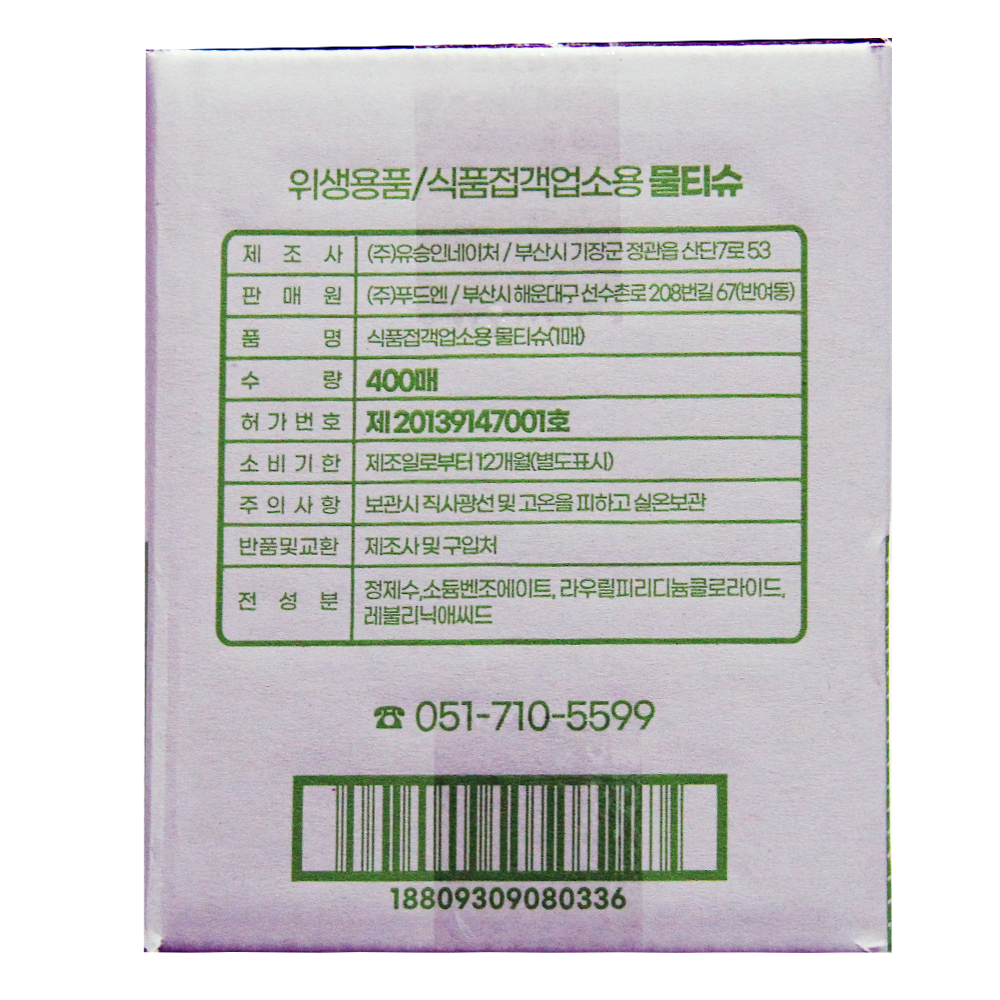 위생용품/식품접객업소용 물티슈
제조사 (주)유승인네이처 / 부산시 기장군 정관읍 산단7로 53
판매원 (주)푸드엔 / 부산시 해운대구 선수촌로 208번길 67(반여동)
품명 식품접객업소용 물티슈(1매)
수량 400매
허가번호 제 20139147001호
소비기한 제조일로부터 12개월(별도표시)
주의사항 보관시 직사광선 및 고온을 피하고 실온보관
반품및교환 제조사 및 구입처
전성분 정제수,소듐벤조에이트, 라우릴피리디늄클로라이드,
레불리닉애씨드
☎ 051-710-5599
18809309080336